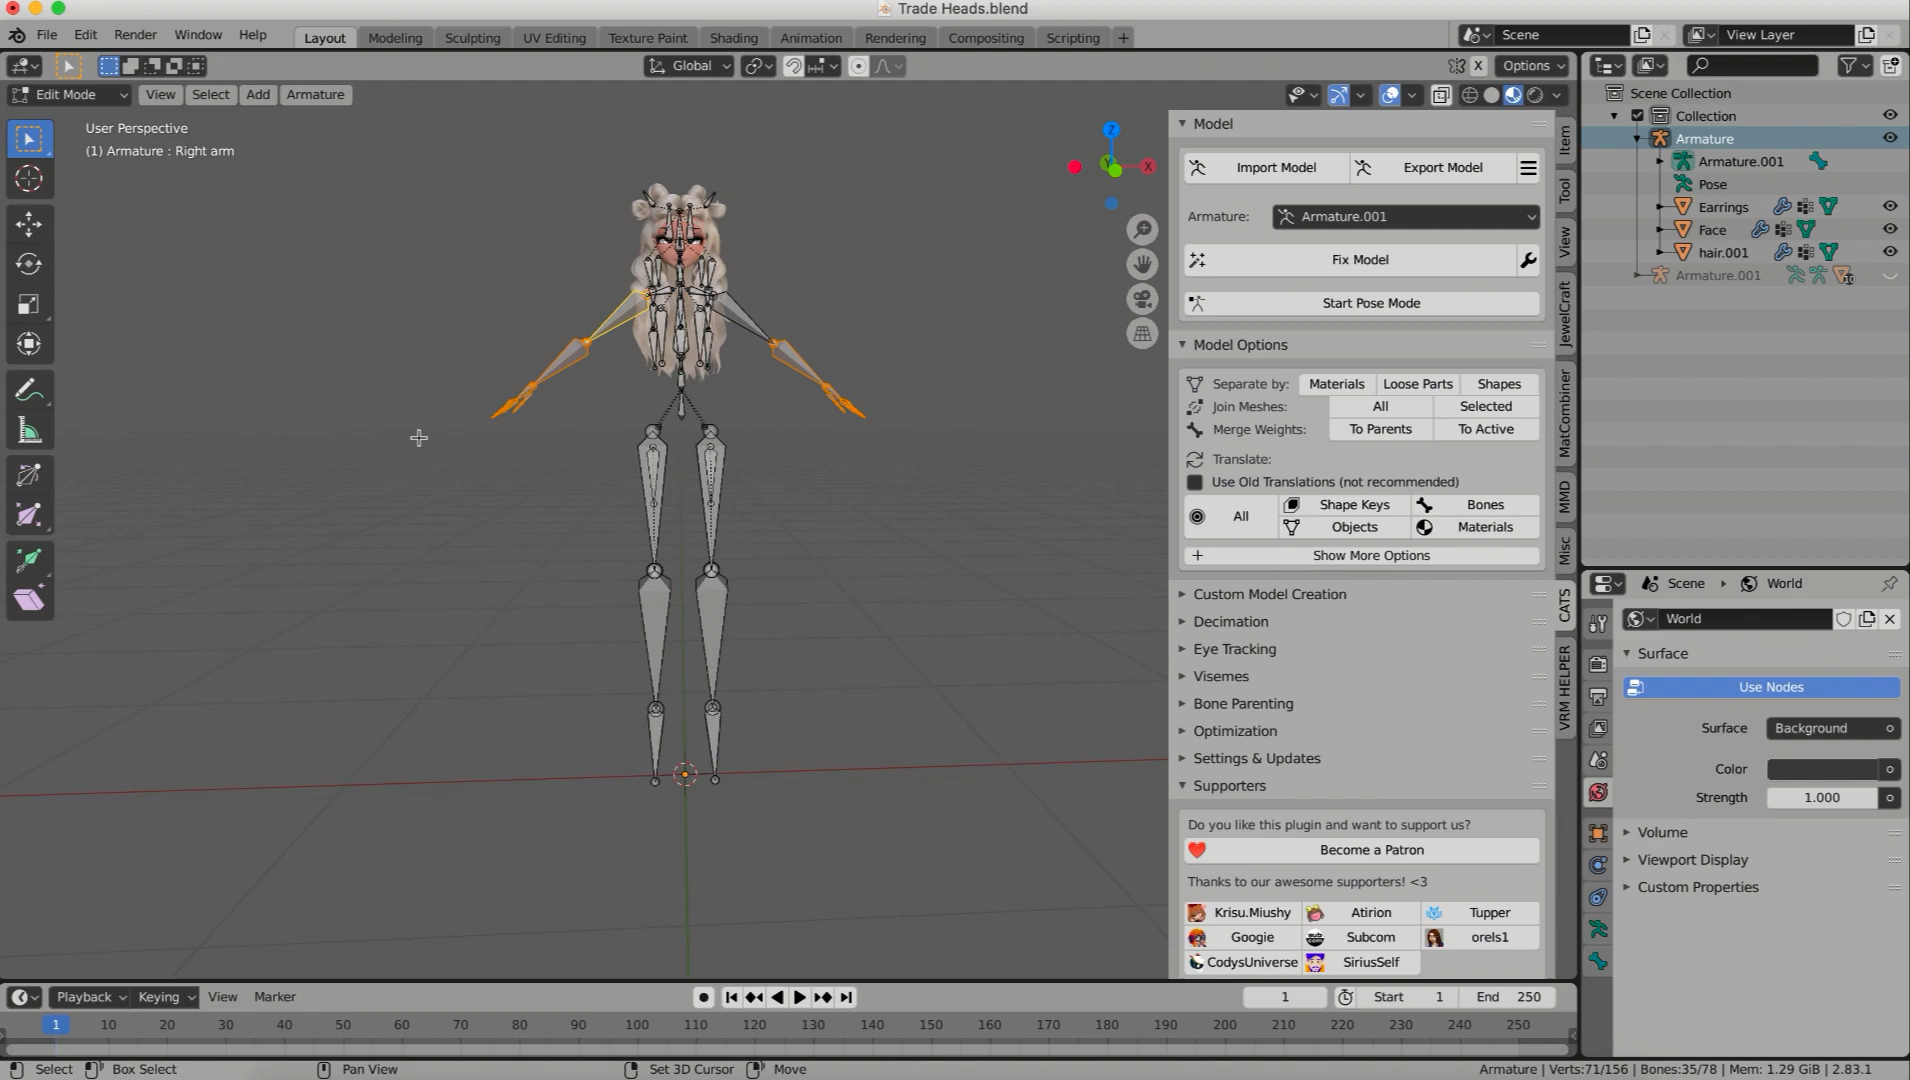 Trade Heads.blend
File Edit Render Window Help Layout Modeling Sculpting UV Editing Texture Paint Shading Animation Rendering Compositing Scripting + Scene View Layer
Global X Options
Edit Mode View Select Add Armature
User Perspective
(1) Armature : Right arm
Z
Y
X
Model
Import Model Export Model
Armature: Armature.001
Fix Model
Start Pose Mode
Model Options
Separate by: Materials Loose Parts Shapes
Join Meshes: All Selected
Merge Weights: To Parents To Active
Translate:
Use Old Translations (not recommended)
All Shape Keys Bones
Objects Materials
Show More Options
Custom Model Creation
Decimation
Eye Tracking
Visemes
Bone Parenting
Optimization
Settings & Updates
Supporters
Do you like this plugin and want to support us?
Become a Patron
Thanks to our awesome supporters! <3
Krisu.Miushy Atirion Tupper
Googie Subcom orels1
CodysUniverse SiriusSelf
Item
Tool
View
JewelCraft
MatCombiner
MMD
Misc
CATS
VRM HELPER
Scene Collection
Collection
Armature
Armature.001
Pose
Earrings
Face
hair.001
Armature.001
Scene World
World
Surface
Use Nodes
Surface Background
Color
Strength 1.000
Volume
Viewport Display
Custom Properties
Playback Keying View Marker 1 Start 1 End 250
1 10 20 30 40 50 60 70 80 90 100 110 120 130 140 150 160 170 180 190 200 210 220 230 240 250
Select Box Select Pan View Set 3D Cursor Move Armature | Verts:71/156 | Bones:35/78 | Mem: 1.29 GiB | 2.83.1